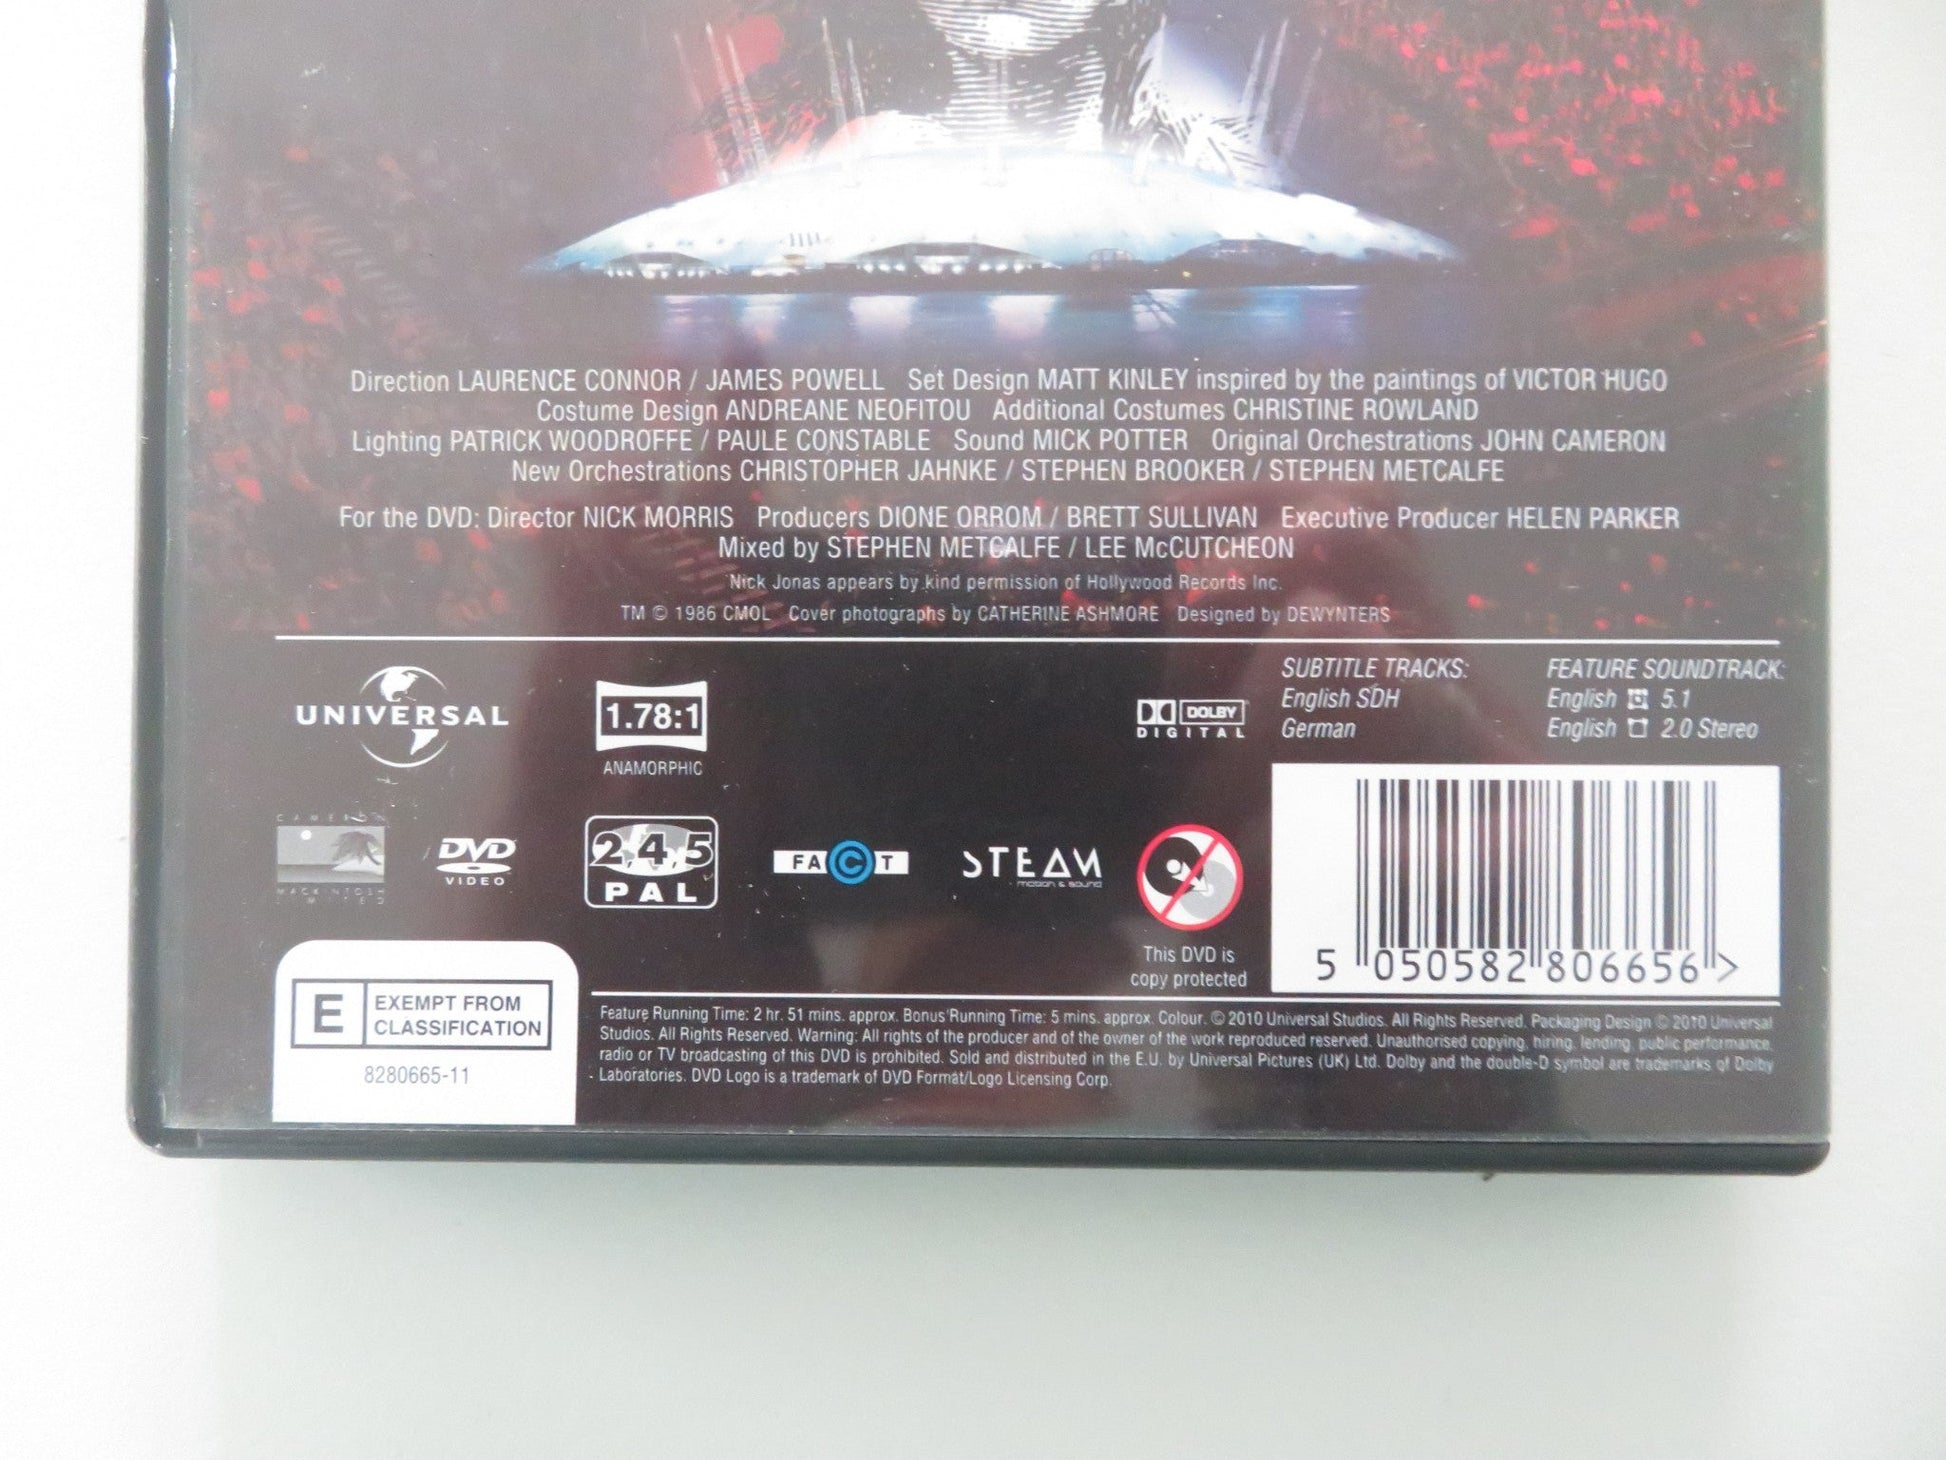 Direction LAURENCE CONNOR / JAMES POWELL Set Design MATT KINLEY inspired by the paintings of VICTOR HUGO
Costume Design ANDREANE NEOFITOU Additional Costumes CHRISTINE ROWLAND
Lighting PATRICK WOODROFFE / PAULE CONSTABLE Sound MICK POTTER Original Orchestrations JOHN CAMERON
New Orchestrations CHRISTOPHER JAHNKE / STEPHEN BROOKER / STEPHEN METCALFE
For the DVD: Director NICK MORRIS Producers DIONE ORROM / BRETT SULLIVAN Executive Producer HELEN PARKER
Mixed by STEPHEN METCALFE / LEE McCUTCHEON
Nick Jonas appears by kind permission of Hollywood Records Inc.
TM © 1986 CMOL Cover photographs by CATHERINE ASHMORE Designed by DEWYNTERS
UNIVERSAL
1.78:1
ANAMORPHIC
DOLBY
DIGITAL
SUBTITLE TRACKS:
English SDH
German
FEATURE SOUNDTRACK:
English 5.1
English 2.0 Stereo
CAMERON
MACKINTOSH
LIMITED
DVD
VIDEO
2,4,5
PAL
FACT
STEAM
motion & sound
This DVD is
copy protected
5 050582 806656 >
E
EXEMPT FROM
CLASSIFICATION
8280665-11
Feature Running Time: 2 hr. 51 mins. approx. Bonus Running Time: 5 mins. approx. Colour. © 2010 Universal Studios. All Rights Reserved. Packaging Design © 2010 Universal
Studios. All Rights Reserved. Warning: All rights of the producer and of the owner of the work reproduced reserved. Unauthorised copying, hiring, lending, public performance,
radio or TV broadcasting of this DVD is prohibited. Sold and distributed in the E.U. by Universal Pictures (UK) Ltd. Dolby and the double-D symbol are trademarks of Dolby
Laboratories. DVD Logo is a trademark of DVD Format/Logo Licensing Corp.